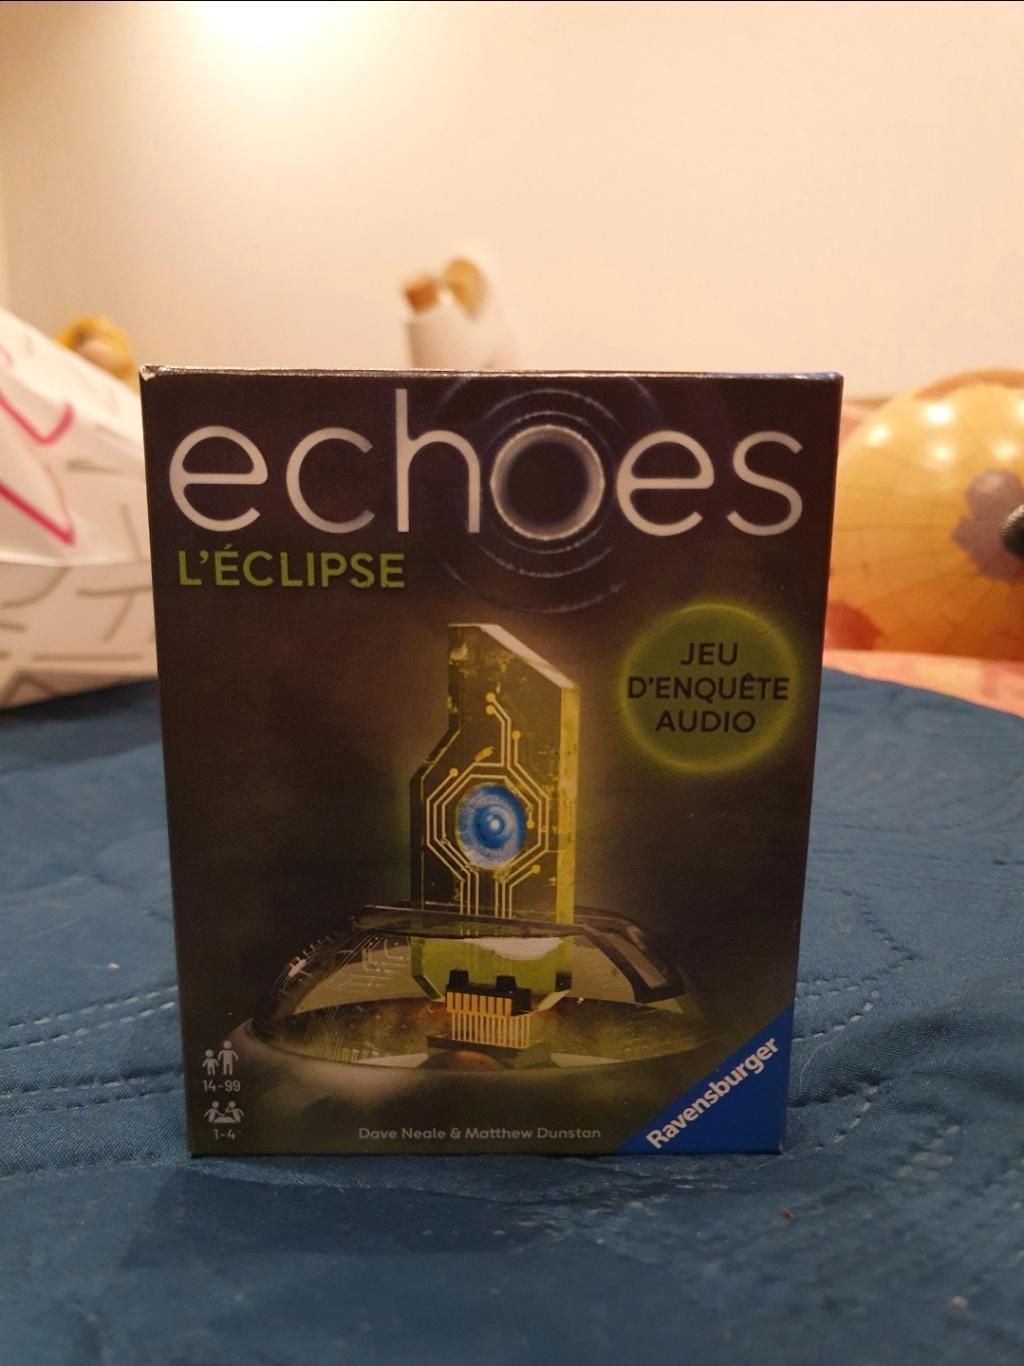 echoes
L'ÉCLIPSE
JEU
D'ENQUÊTE
AUDIO
14-99
1-4
Dave Neale & Matthew Dunstan
Ravensburger